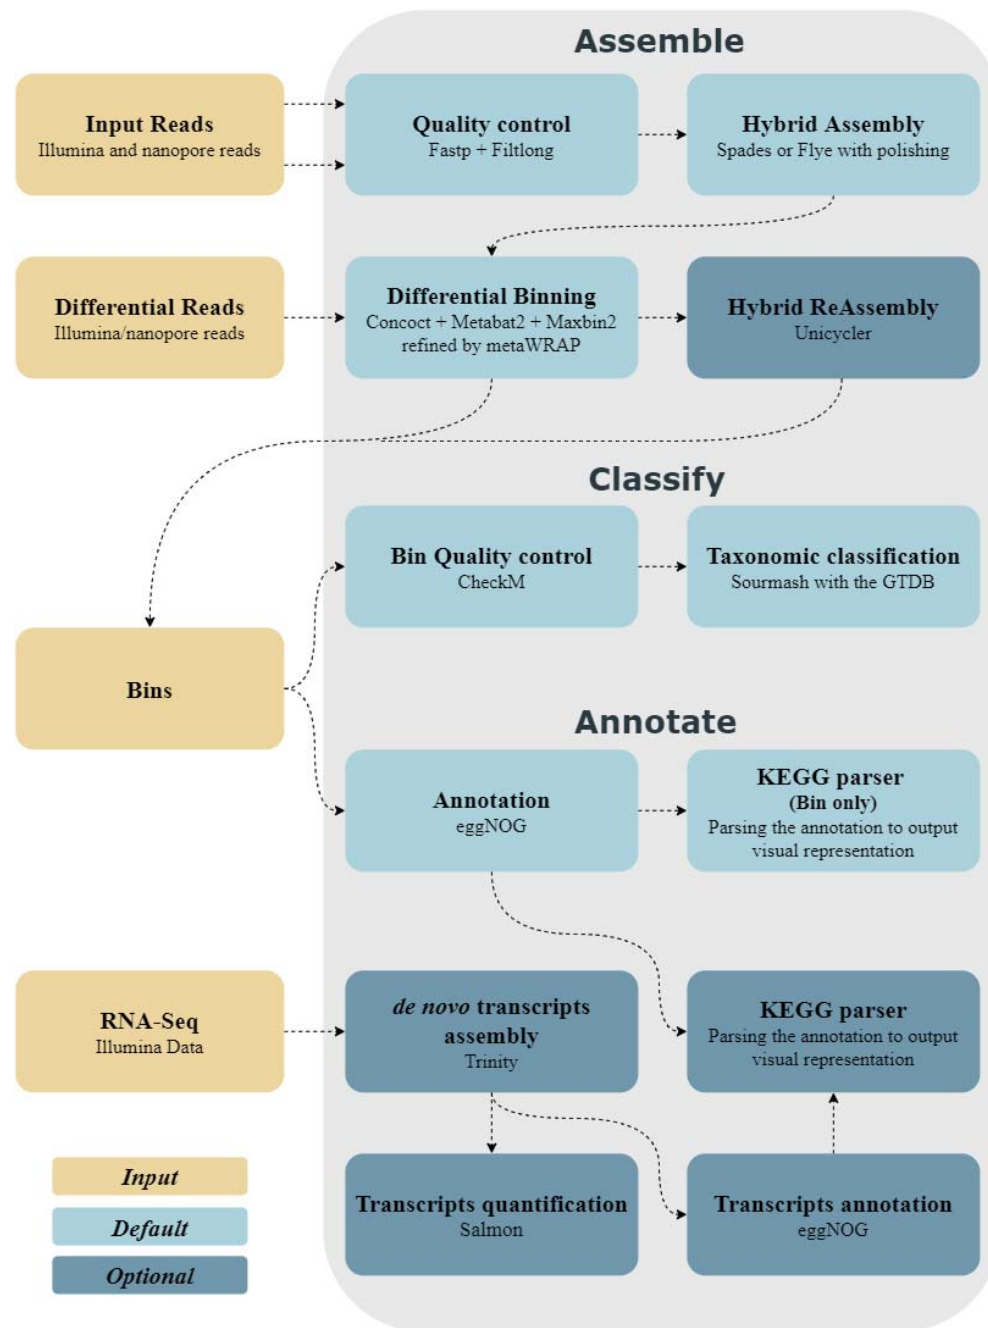 Assemble
Input Reads
Illumina and nanopore reads
Quality control
Fastp + Filtlong
Hybrid Assembly
Spades or Flye with polishing
Differential Reads
Illumina/nanopore reads
Differential Binning
Concoct + Metabat2 + Maxbin2
refined by metaWRAP
Hybrid ReAssembly
Unicycler
Classify
Bin Quality control
CheckM
Taxonomic classification
Sourmash with the GTDB
Bins
Annotate
Annotation
eggNOG
KEGG parser
(Bin only)
Parsing the annotation to output
visual representation
RNA-Seq
Illumina Data
de novo transcripts
assembly
Trinity
KEGG parser
Parsing the annotation to output
visual representation
Transcripts quantification
Salmon
Transcripts annotation
eggNOG
Input
Default
Optional